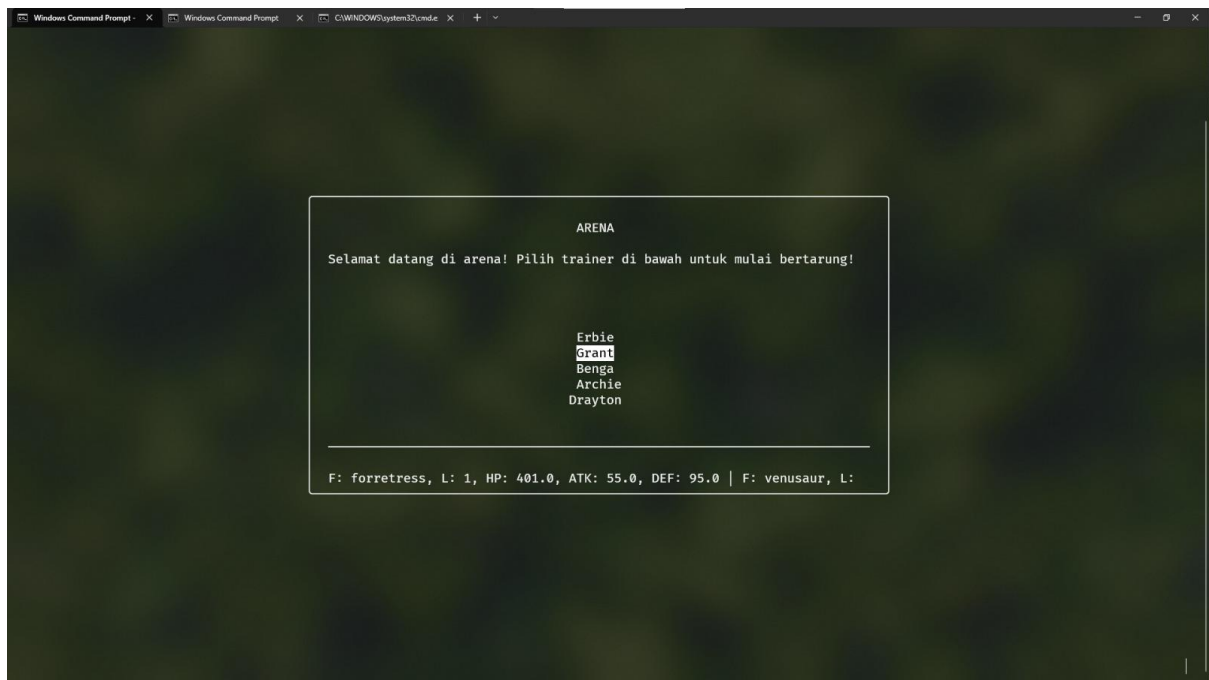 Windows Command Prompt - Windows Command Prompt C:\WINDOWS\system32\cmd.e
ARENA
Selamat datang di arena! Pilih trainer di bawah untuk mulai bertarung!
Erbie
Grant
Benga
Archie
Drayton
F: forretress, L: 1, HP: 401.0, ATK: 55.0, DEF: 95.0 | F: venusaur, L: